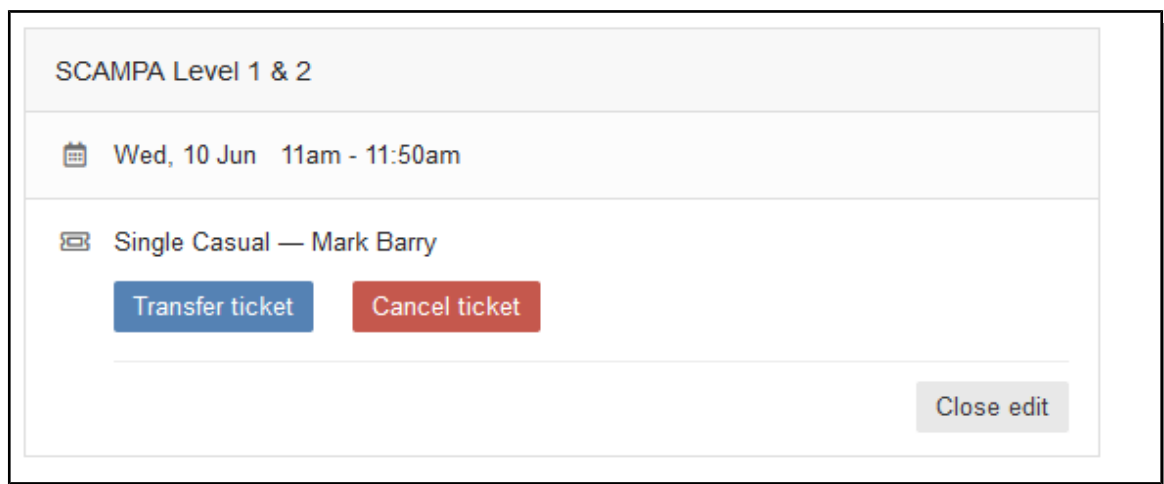 SCAMPA Level 1 & 2
Wed, 10 Jun 11am - 11:50am
Single Casual — Mark Barry
Transfer ticket Cancel ticket
Close edit